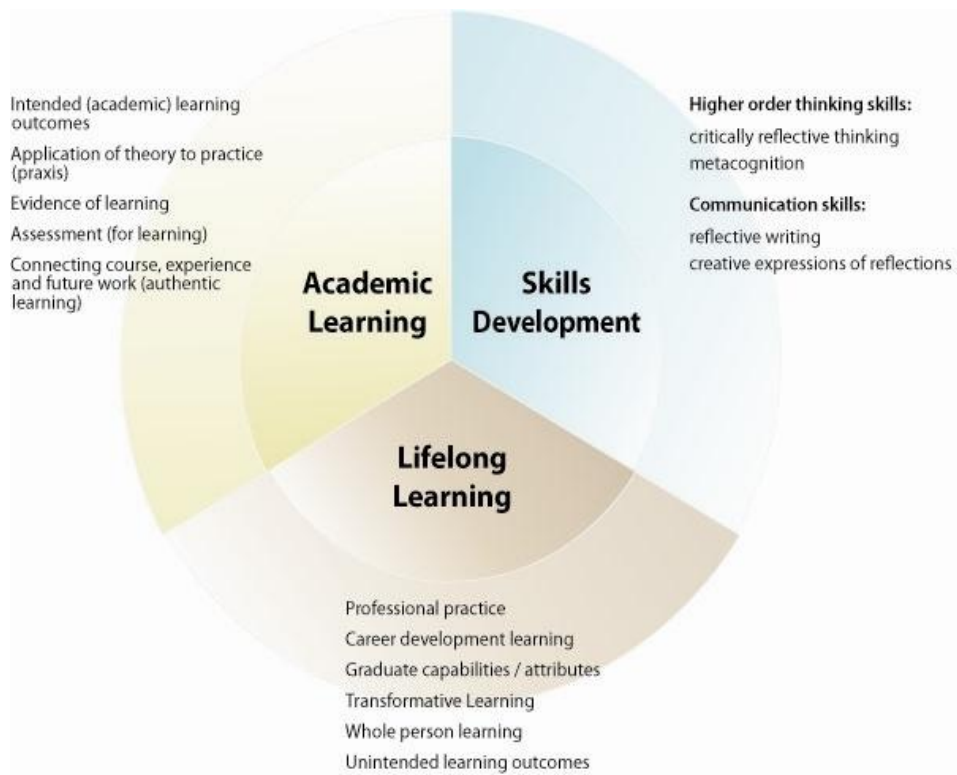 Intended (academic) learning
outcomes
Application of theory to practice
(praxis)
Evidence of learning
Assessment (for learning)
Connecting course, experience
and future work (authentic
learning)
Academic
Learning
Skills
Development
Higher order thinking skills:
critically reflective thinking
metacognition
Communication skills:
reflective writing
creative expressions of reflections
Lifelong
Learning
Professional practice
Career development learning
Graduate capabilities / attributes
Transformative Learning
Whole person learning
Unintended learning outcomes